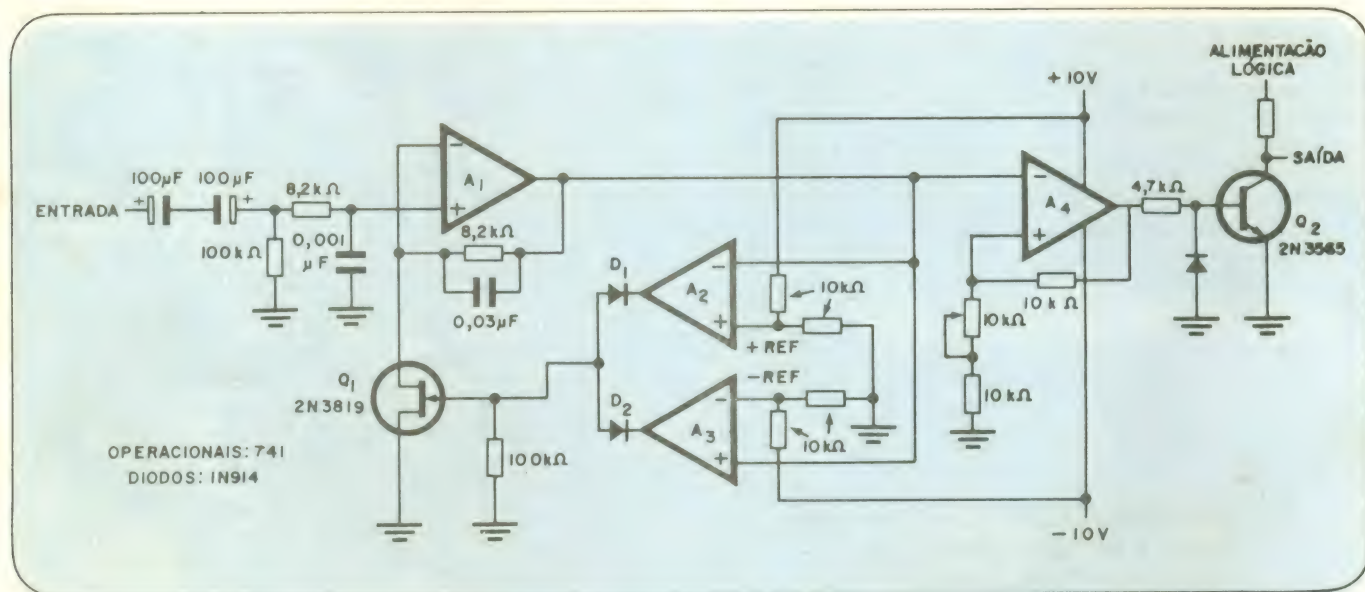 ALIMENTAÇÃO
LÓGICA
+10V
100µF
100µF
8,2kΩ
A1
A4
4,7kΩ
SAÍDA
ENTRADA
+
+
-
+
-
+
Q2
2N3565
100kΩ
0,001
µF
8,2kΩ
0,03µF
D1
A2
-
+
10kΩ
+REF
10kΩ
10kΩ
Q1
2N3819
D2
A3
-REF
-
+
10kΩ
10kΩ
100kΩ
OPERACIONAIS: 741
DIODOS: 1N914
-10V